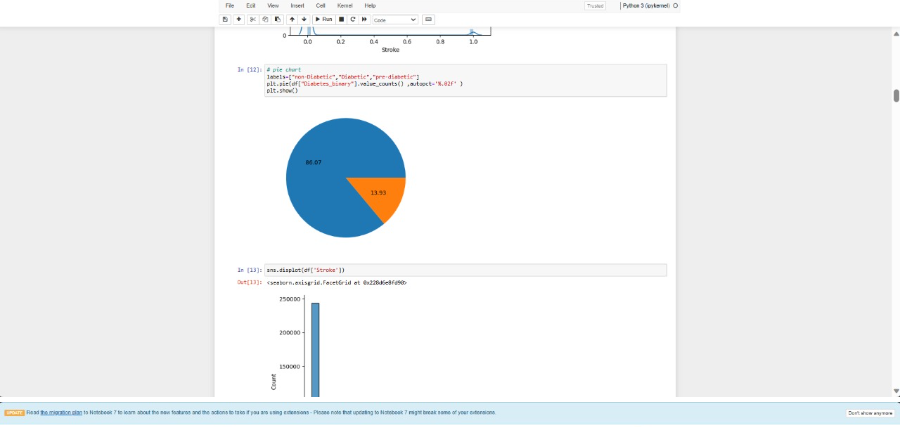 File Edit View Insert Cell Kernel Help Trusted Python 3 (ipykernel)
Run Code
0
0.0 0.2 0.4 0.6 0.8 1.0
Stroke
In [12]: # pie chart
labels=["non-Diabetic","Diabetic","pre-diabetic"]
plt.pie(df["Diabetes_binary"].value_counts() ,autopct='%.02f' )
plt.show()
86.07
13.93
In [13]: sns.displot(df['Stroke'])
Out[13]: <seaborn.axisgrid.FacetGrid at 0x228d6e8fd90>
250000
200000
150000
Count
UPDATE Read the migration plan to Notebook 7 to learn about the new features and the actions to take if you are using extensions - Please note that updating to Notebook 7 might break some of your extensions. Don't show anymore